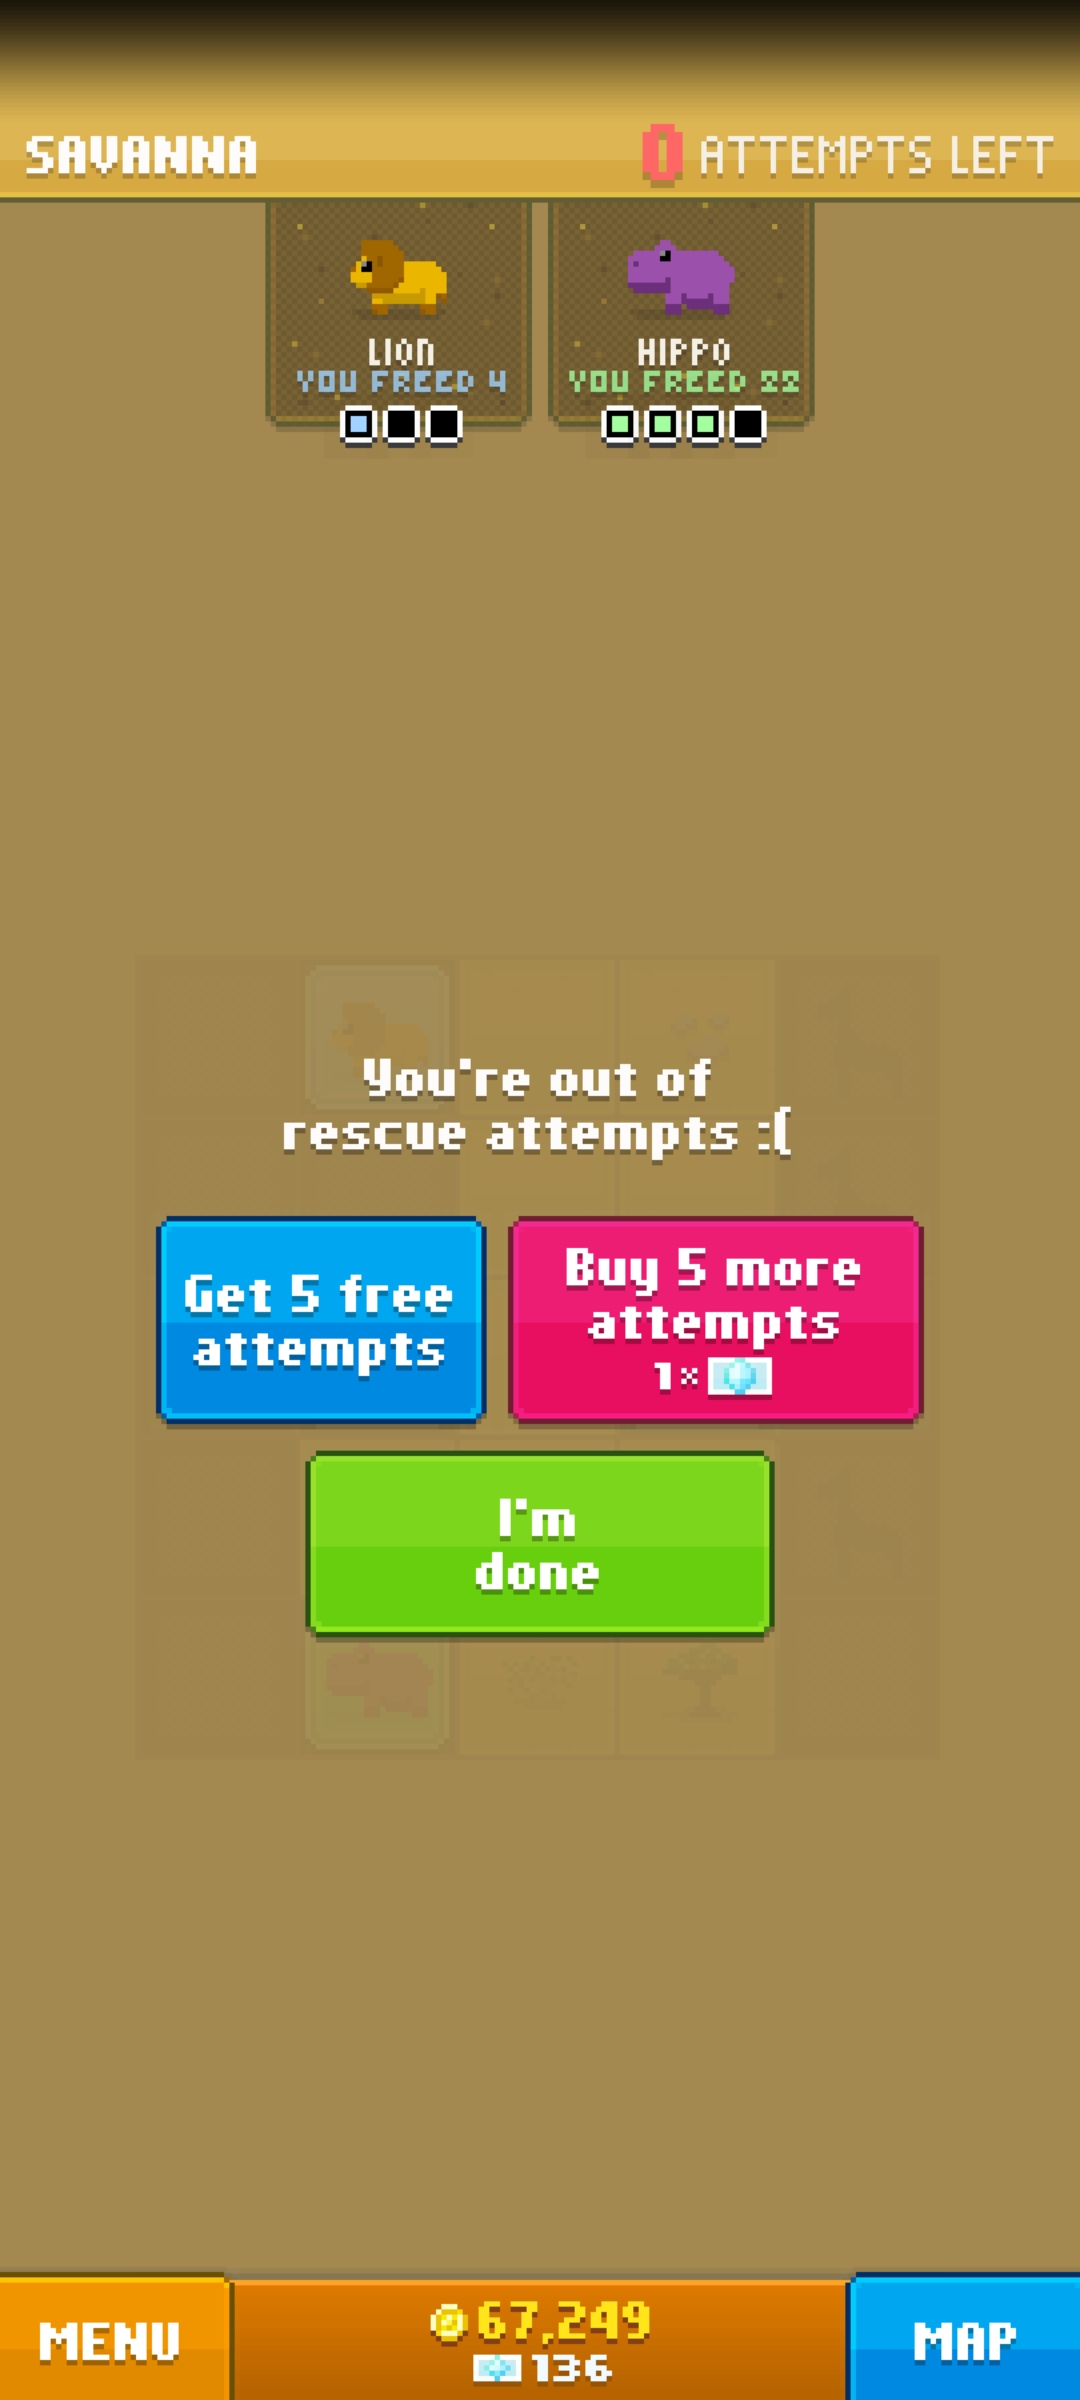 SAVANNA
0 ATTEMPTS LEFT
LION
YOU FREED 4
HIPPO
YOU FREED 22
You're out of
rescue attempts :(
Get 5 free
attempts
Buy 5 more
attempts
1×
I'm
done
MENU
67,249
136
MAP